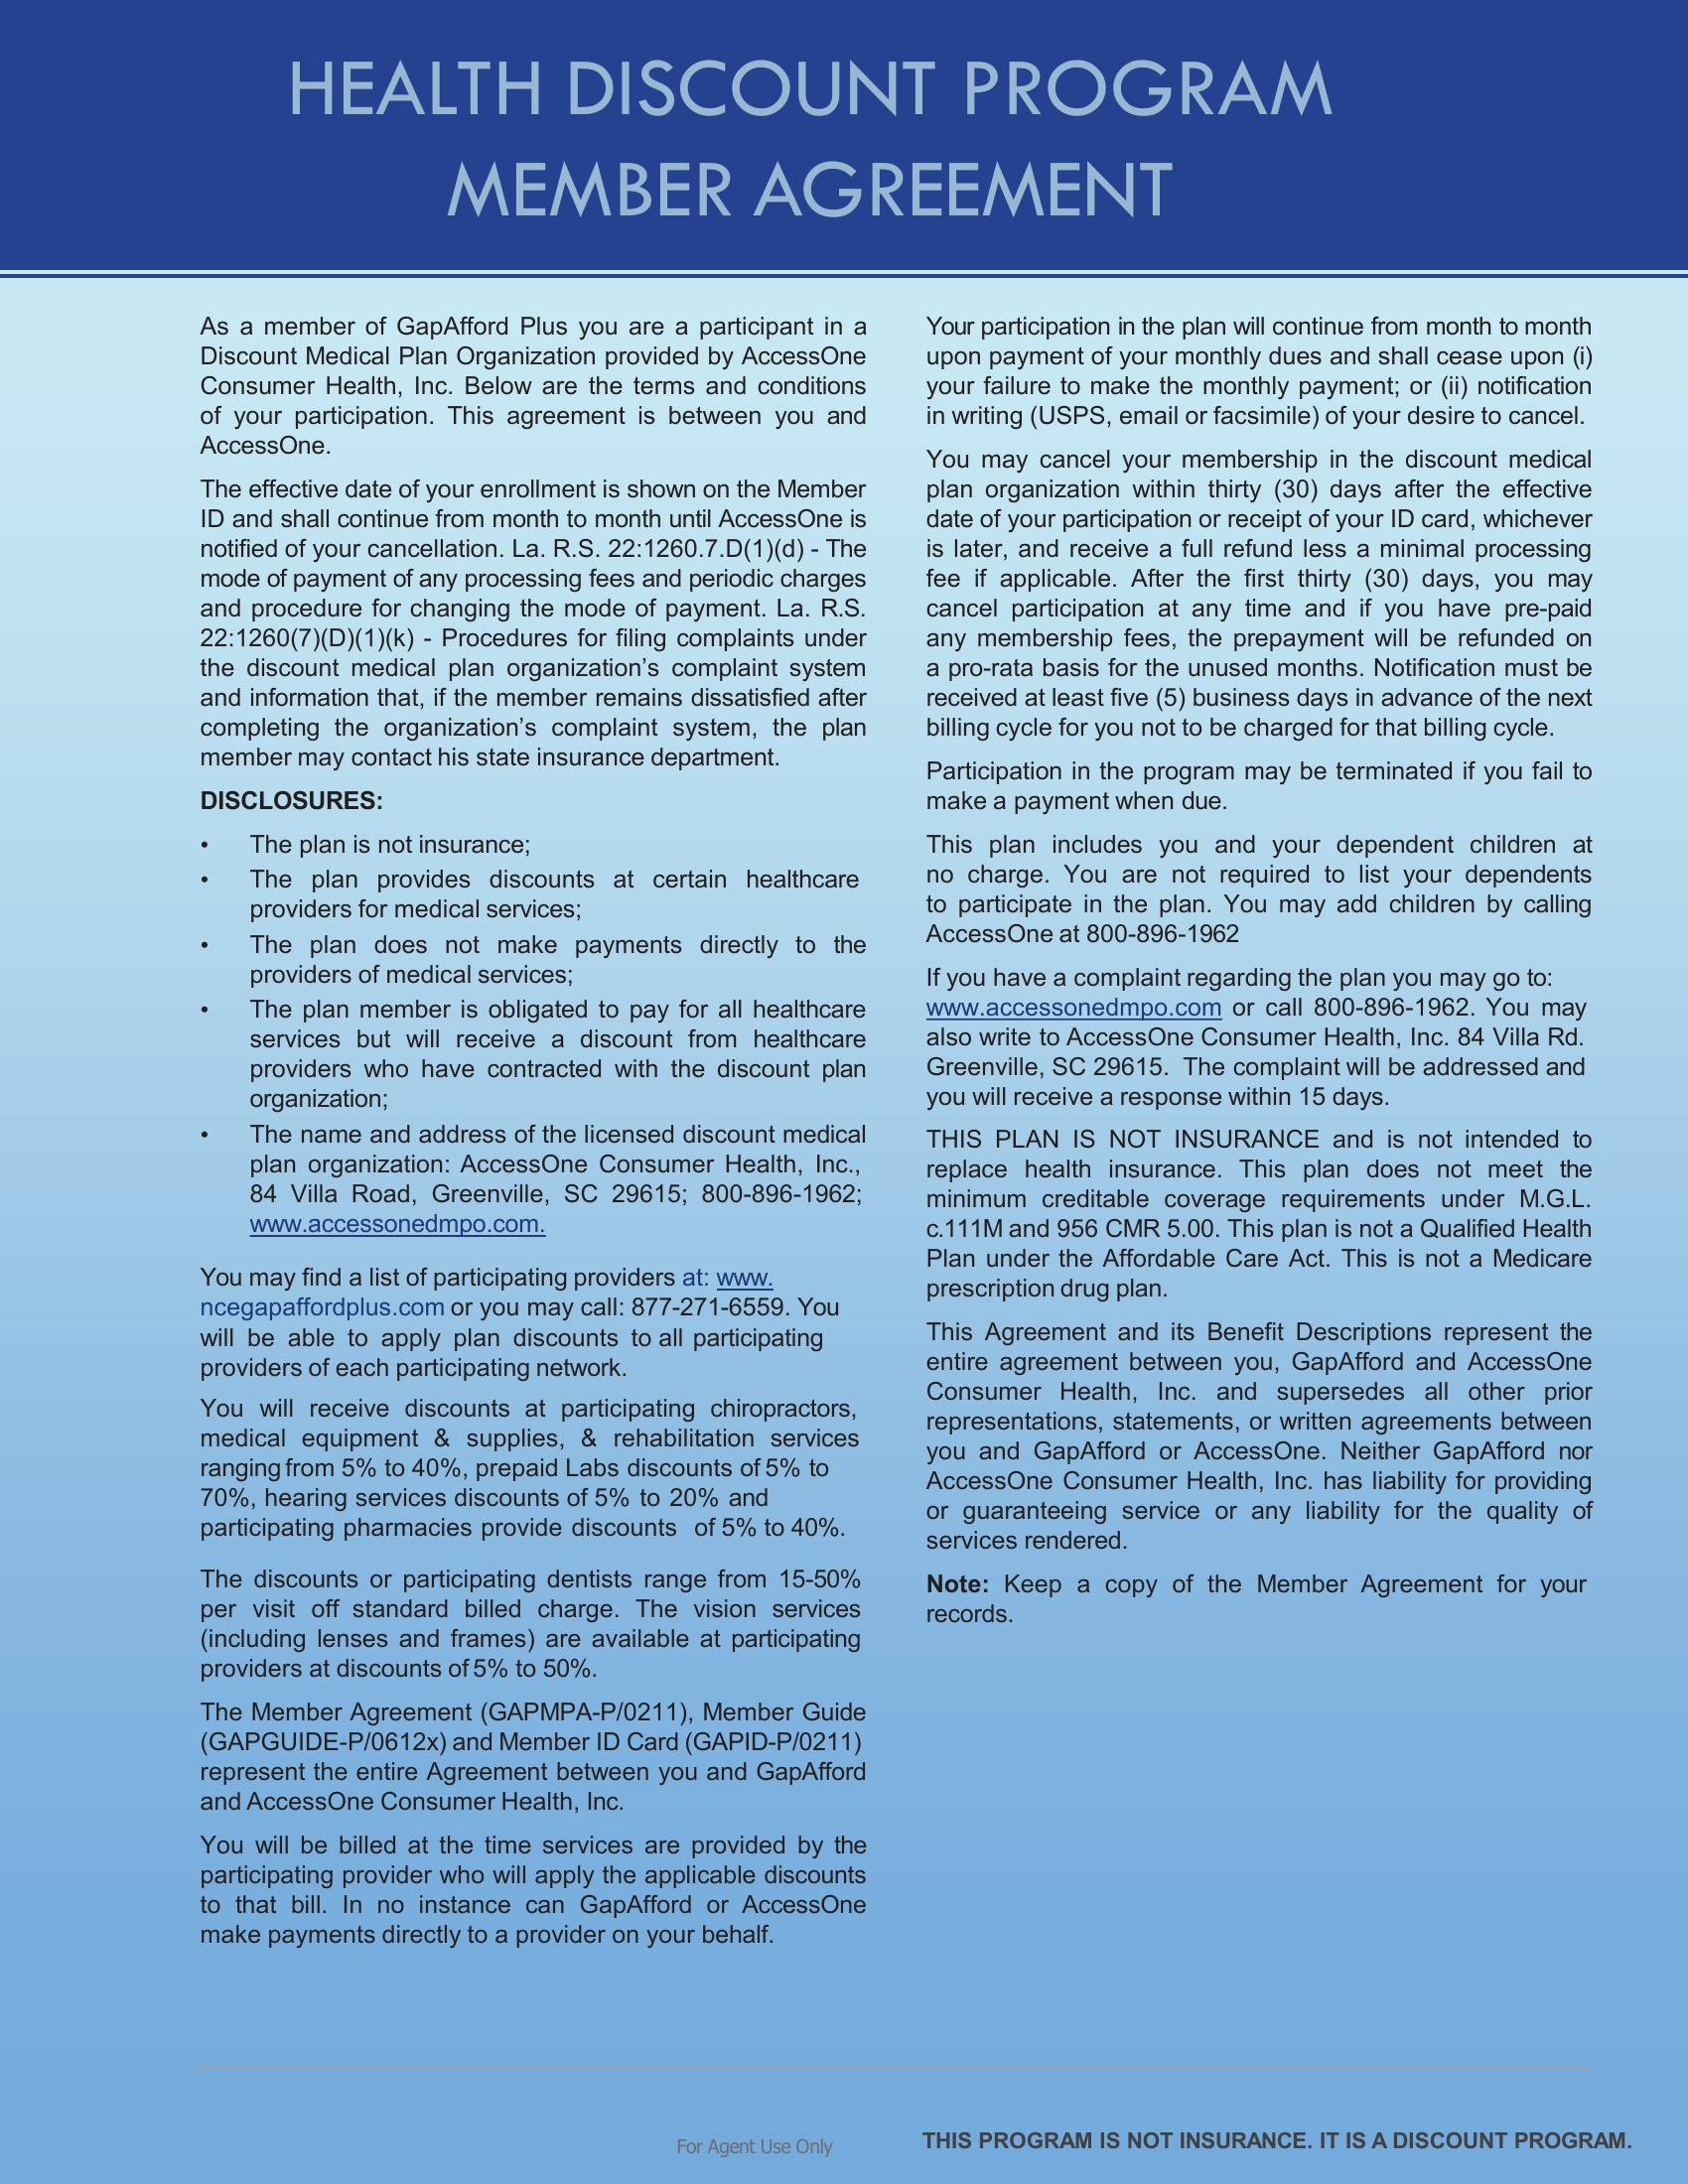 HEALTH DISCOUNT PROGRAM
MEMBER AGREEMENT
As a member of GapAfford Plus you are a participant in a
Discount Medical Plan Organization provided by AccessOne
Consumer Health, Inc. Below are the terms and conditions
of your participation. This agreement is between you and
AccessOne.
The effective date of your enrollment is shown on the Member
ID and shall continue from month to month until AccessOne is
notified of your cancellation. La. R.S. 22:1260.7.D(1)(d) - The
mode of payment of any processing fees and periodic charges
and procedure for changing the mode of payment. La. R.S.
22:1260(7)(D)(1)(k) - Procedures for filing complaints under
the discount medical plan organization’s complaint system
and information that, if the member remains dissatisfied after
completing the organization’s complaint system, the plan
member may contact his state insurance department.
DISCLOSURES:
• The plan is not insurance;
• The plan provides discounts at certain healthcare
providers for medical services;
• The plan does not make payments directly to the
providers of medical services;
• The plan member is obligated to pay for all healthcare
services but will receive a discount from healthcare
providers who have contracted with the discount plan
organization;
• The name and address of the licensed discount medical
plan organization: AccessOne Consumer Health, Inc.,
84 Villa Road, Greenville, SC 29615; 800-896-1962;
www.accessonedmpo.com.
You may find a list of participating providers at: www.
ncegapaffordplus.com or you may call: 877-271-6559. You
will be able to apply plan discounts to all participating
providers of each participating network.
You will receive discounts at participating chiropractors,
medical equipment & supplies, & rehabilitation services
ranging from 5% to 40%, prepaid Labs discounts of 5% to
70%, hearing services discounts of 5% to 20% and
participating pharmacies provide discounts of 5% to 40%.
The discounts or participating dentists range from 15-50%
per visit off standard billed charge. The vision services
(including lenses and frames) are available at participating
providers at discounts of 5% to 50%.
The Member Agreement (GAPMPA-P/0211), Member Guide
(GAPGUIDE-P/0612x) and Member ID Card (GAPID-P/0211)
represent the entire Agreement between you and GapAfford
and AccessOne Consumer Health, Inc.
You will be billed at the time services are provided by the
participating provider who will apply the applicable discounts
to that bill. In no instance can GapAfford or AccessOne
make payments directly to a provider on your behalf.
Your participation in the plan will continue from month to month
upon payment of your monthly dues and shall cease upon (i)
your failure to make the monthly payment; or (ii) notification
in writing (USPS, email or facsimile) of your desire to cancel.
You may cancel your membership in the discount medical
plan organization within thirty (30) days after the effective
date of your participation or receipt of your ID card, whichever
is later, and receive a full refund less a minimal processing
fee if applicable. After the first thirty (30) days, you may
cancel participation at any time and if you have pre-paid
any membership fees, the prepayment will be refunded on
a pro-rata basis for the unused months. Notification must be
received at least five (5) business days in advance of the next
billing cycle for you not to be charged for that billing cycle.
Participation in the program may be terminated if you fail to
make a payment when due.
This plan includes you and your dependent children at
no charge. You are not required to list your dependents
to participate in the plan. You may add children by calling
AccessOne at 800-896-1962
If you have a complaint regarding the plan you may go to:
www.accessonedmpo.com or call 800-896-1962. You may
also write to AccessOne Consumer Health, Inc. 84 Villa Rd.
Greenville, SC 29615. The complaint will be addressed and
you will receive a response within 15 days.
THIS PLAN IS NOT INSURANCE and is not intended to
replace health insurance. This plan does not meet the
minimum creditable coverage requirements under M.G.L.
c.111M and 956 CMR 5.00. This plan is not a Qualified Health
Plan under the Affordable Care Act. This is not a Medicare
prescription drug plan.
This Agreement and its Benefit Descriptions represent the
entire agreement between you, GapAfford and AccessOne
Consumer Health, Inc. and supersedes all other prior
representations, statements, or written agreements between
you and GapAfford or AccessOne. Neither GapAfford nor
AccessOne Consumer Health, Inc. has liability for providing
or guaranteeing service or any liability for the quality of
services rendered.
Note: Keep a copy of the Member Agreement for your
records.
For Agent Use Only
THIS PROGRAM IS NOT INSURANCE. IT IS A DISCOUNT PROGRAM.